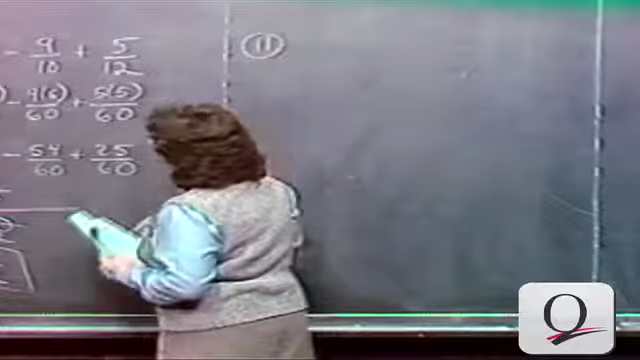 - 9/10 + 5/12
) - 9(6)/60 + 5(5)/60
- 54/60 + 25/60
11
Q